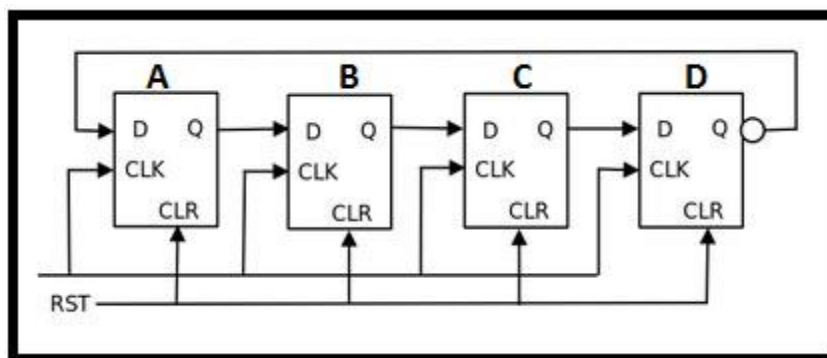 A B C D
D Q D Q D Q D Q
CLK CLK CLK CLK
CLR CLR CLR CLR
RST